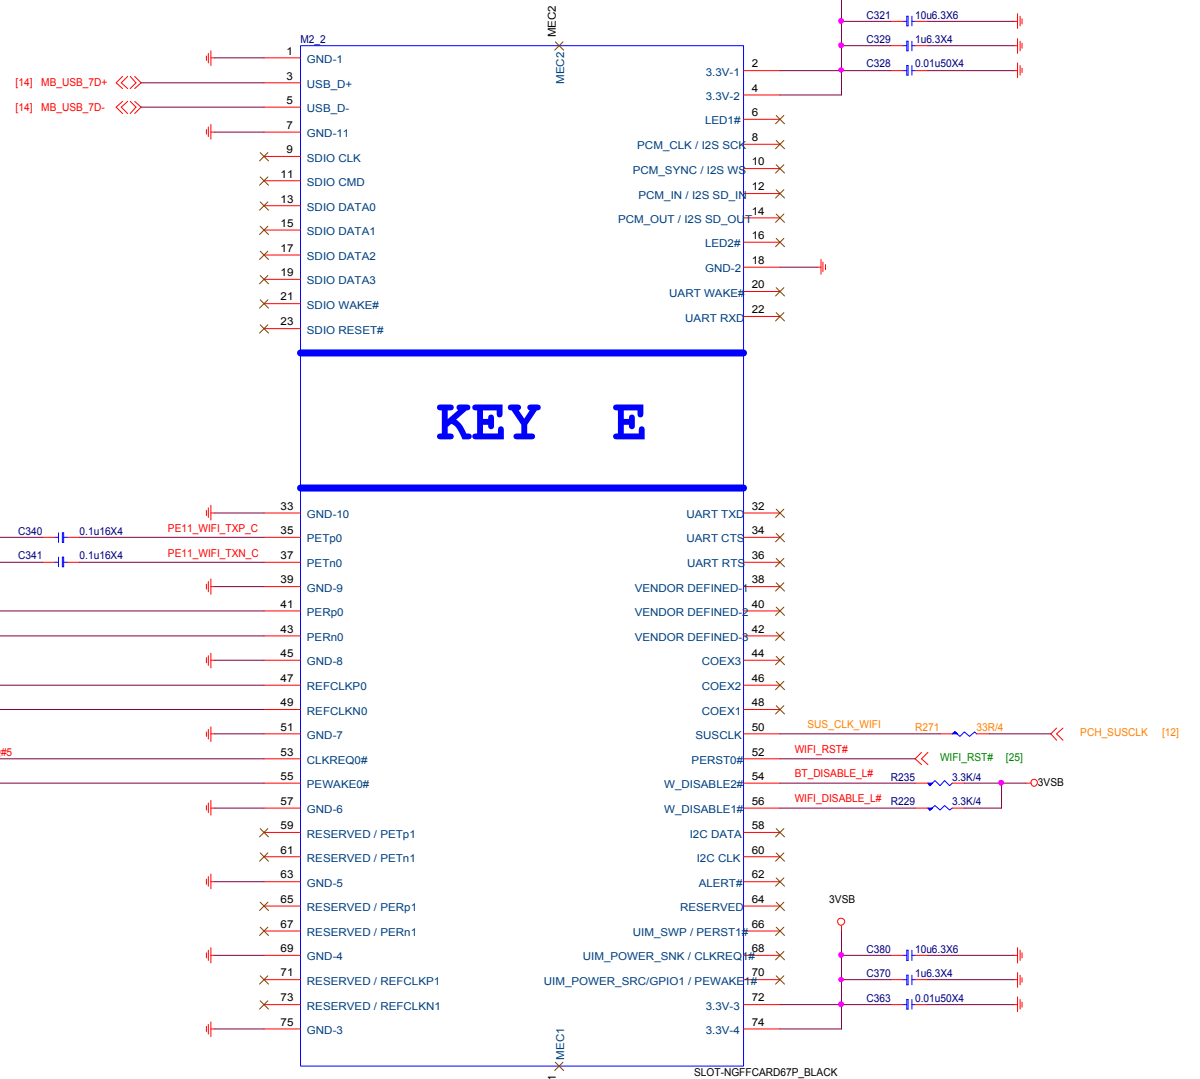 MEC2
C321 10u6.3X6
C329 1u6.3X4
C328 0.01u50X4
M2_2
MEC2
1 GND-1
[14] MB_USB_7D+ 3 USB_D+
[14] MB_USB_7D- 5 USB_D-
7 GND-11
9 SDIO CLK
11 SDIO CMD
13 SDIO DATA0
15 SDIO DATA1
17 SDIO DATA2
19 SDIO DATA3
21 SDIO WAKE#
23 SDIO RESET#
3.3V-1 2
3.3V-2 4
LED1# 6
PCM_CLK / I2S SCK 8
PCM_SYNC / I2S WS 10
PCM_IN / I2S SD_IN 12
PCM_OUT / I2S SD_OUT 14
LED2# 16
GND-2 18
UART WAKE# 20
UART RXD 22
KEY E
33 GND-10
C340 0.1u16X4 PE11_WIFI_TXP_C 35 PETp0
C341 0.1u16X4 PE11_WIFI_TXN_C 37 PETn0
39 GND-9
41 PERp0
43 PERn0
45 GND-8
47 REFCLKP0
49 REFCLKN0
51 GND-7
#5 53 CLKREQ0#
55 PEWAKE0#
57 GND-6
59 RESERVED / PETp1
61 RESERVED / PETn1
63 GND-5
65 RESERVED / PERp1
67 RESERVED / PERn1
69 GND-4
71 RESERVED / REFCLKP1
73 RESERVED / REFCLKN1
75 GND-3
UART TXD 32
UART CTS 34
UART RTS 36
VENDOR DEFINED-1 38
VENDOR DEFINED-2 40
VENDOR DEFINED-3 42
COEX3 44
COEX2 46
COEX1 48
SUSCLK 50 SUS_CLK_WIFI R271 33R/4 PCH_SUSCLK [12]
PERST0# 52 WIFI_RST# WIFI_RST# [25]
W_DISABLE2# 54 BT_DISABLE_L# R235 3.3K/4 3VSB
W_DISABLE1# 56 WIFI_DISABLE_L# R229 3.3K/4
I2C DATA 58
I2C CLK 60
ALERT# 62
RESERVED 64
UIM_SWP / PERST1# 66
UIM_POWER_SNK / CLKREQ1# 68
UIM_POWER_SRC/GPIO1 / PEWAKE1# 70
3.3V-3 72
3.3V-4 74
3VSB
C380 10u6.3X6
C370 1u6.3X4
C363 0.01u50X4
MEC1
SLOT-NGFFCARD67P_BLACK